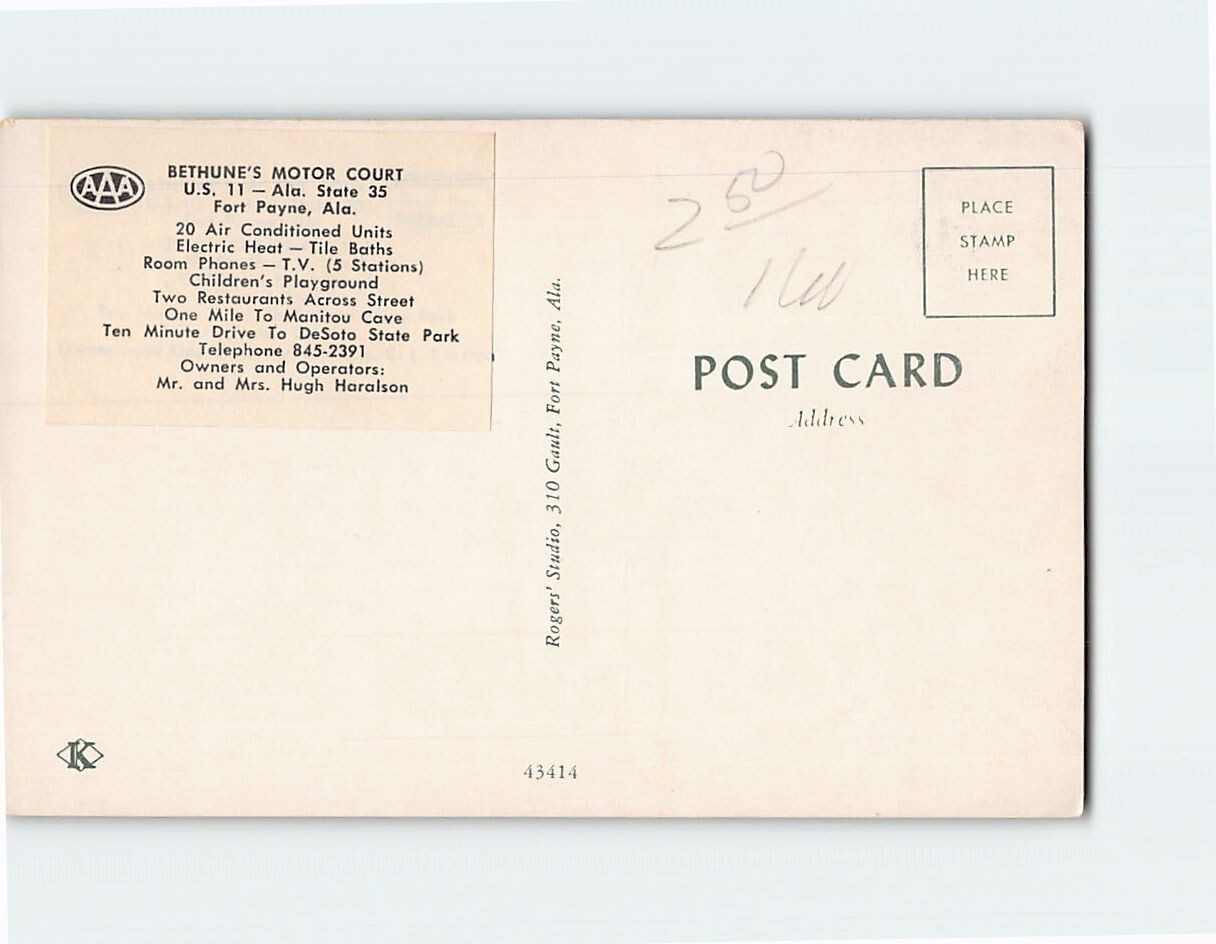 AAA
BETHUNE'S MOTOR COURT
U.S. 11 — Ala. State 35
Fort Payne, Ala.
20 Air Conditioned Units
Electric Heat — Tile Baths
Room Phones — T.V. (5 Stations)
Children's Playground
Two Restaurants Across Street
One Mile To Manitou Cave
Ten Minute Drive To DeSoto State Park
Telephone 845-2391
Owners and Operators:
Mr. and Mrs. Hugh Haralson
K
Rogers' Studio, 310 Gault, Fort Payne, Ala.
43414
2 50
PLACE
STAMP
HERE
POST CARD
Address